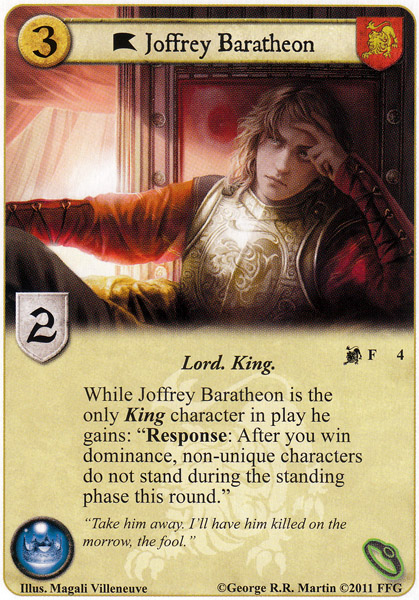 3 Joffrey Baratheon
2
Lord. King.
F 4
While Joffrey Baratheon is the
only King character in play he
gains: “Response: After you win
dominance, non-unique characters
do not stand during the standing
phase this round.”
“Take him away. I’ll have him killed on the
morrow, the fool.”
Illus. Magali Villeneuve ©George R.R. Martin ©2011 FFG